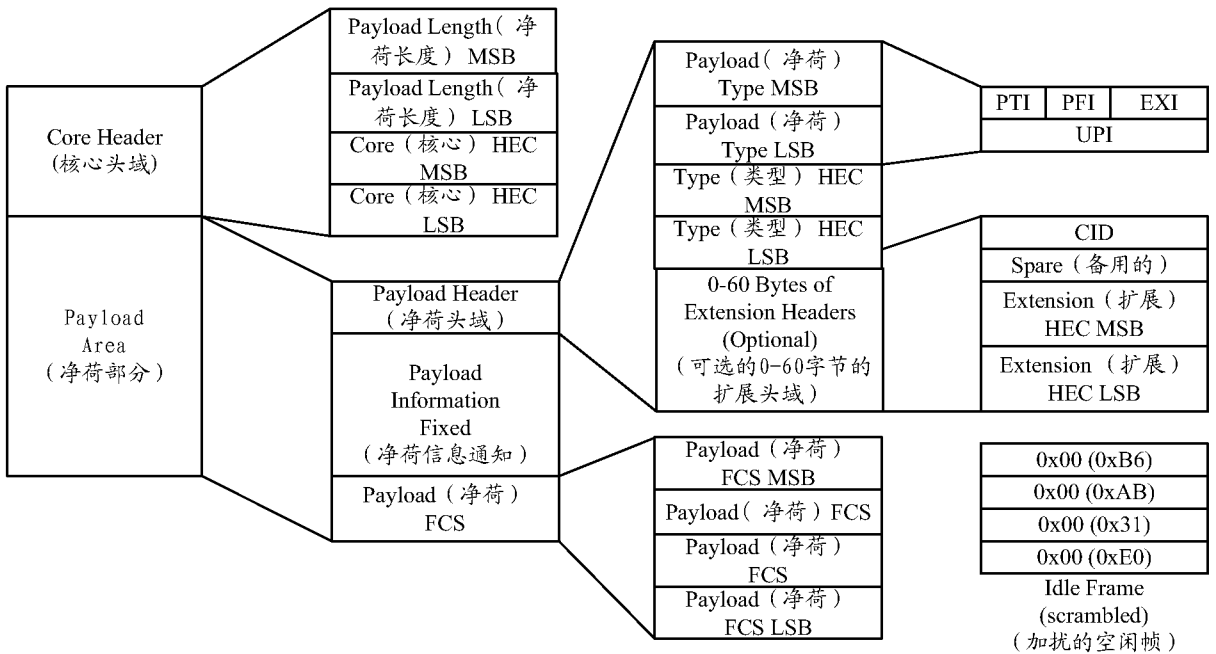 Core Header
(核心头域)
Payload
Area
(净荷部分)
Payload Length( 净
荷长度) MSB
Payload Length( 净
荷长度) LSB
Core (核心) HEC
MSB
Core (核心) HEC
LSB
Payload Header
(净荷头域)
Payload
Information
Fixed
(净荷信息通知)
Payload (净荷)
FCS
Payload( 净荷)
Type MSB
Payload (净荷)
Type LSB
Type (类型) HEC
MSB
Type (类型) HEC
LSB
0-60 Bytes of
Extension Headers
(Optional)
(可选的0-60字节的
扩展头域)
Payload (净荷)
FCS MSB
Payload( 净荷) FCS
Payload (净荷)
FCS
Payload (净荷)
FCS LSB
PTI PFI EXI
UPI
CID
Spare (备用的)
Extension (扩展)
HEC MSB
Extension (扩展)
HEC LSB
0x00 (0xB6)
0x00 (0xAB)
0x00 (0x31)
0x00 (0xE0)
Idle Frame
(scrambled)
(加扰的空闲帧)